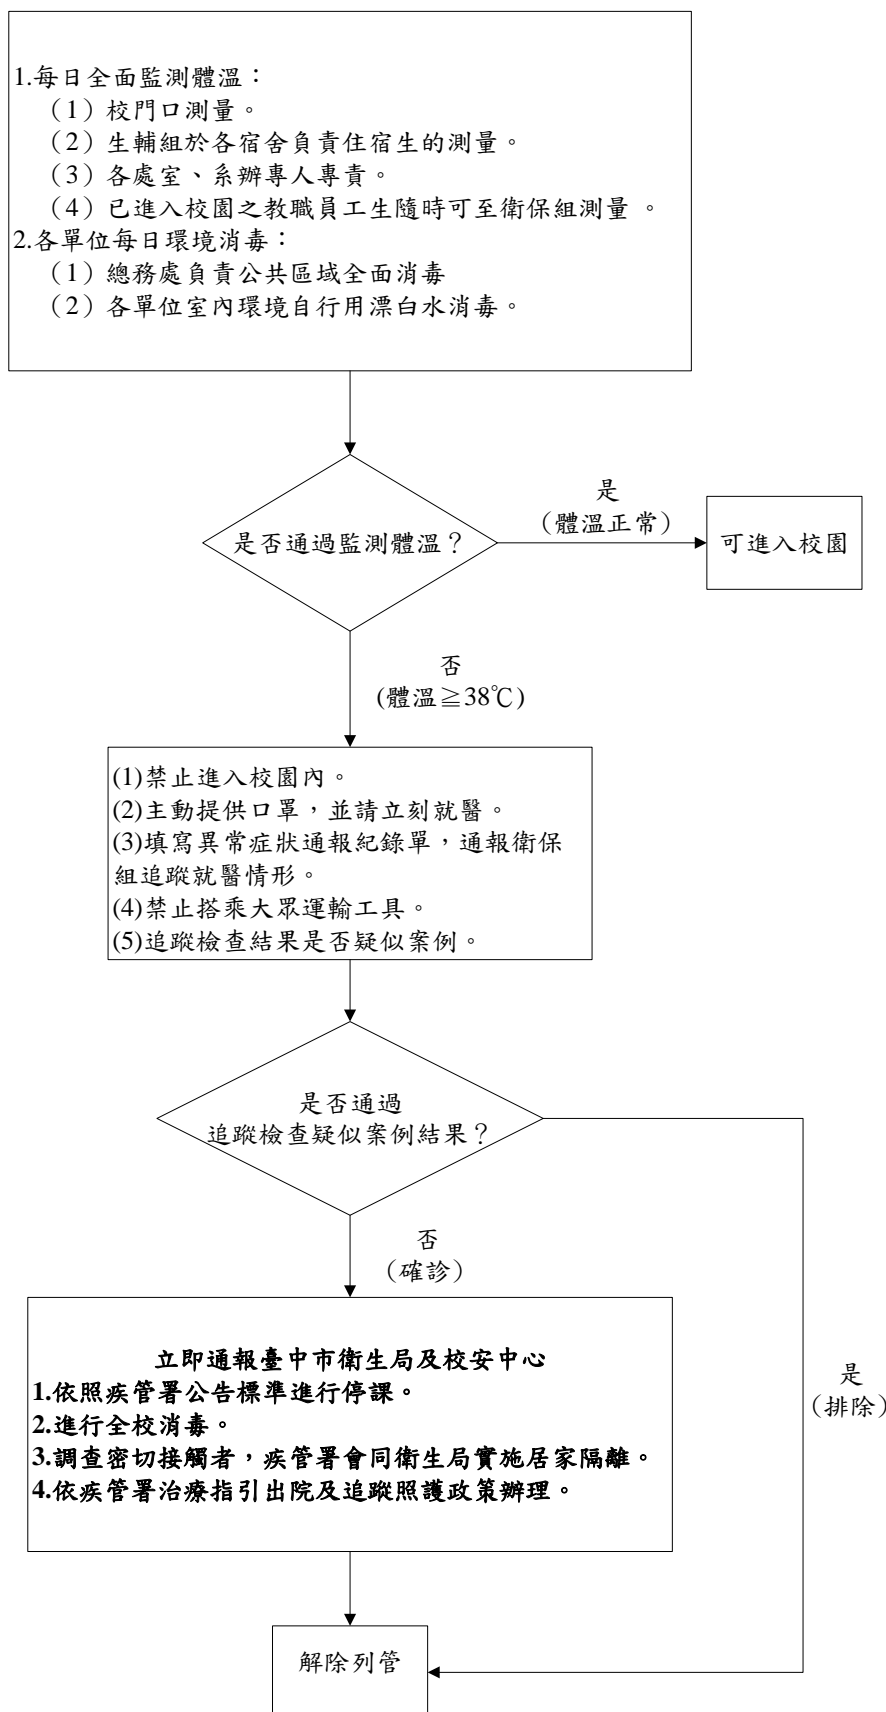 1.每日全面監測體溫：
（1）校門口測量。
（2）生輔組於各宿舍負責住宿生的測量。
（3）各處室、系辦專人專責。
（4）已進入校園之教職員工生隨時可至衛保組測量 。
2.各單位每日環境消毒：
（1）總務處負責公共區域全面消毒
（2）各單位室內環境自行用漂白水消毒。
是否通過監測體溫？
是
（體溫正常）
可進入校園
否
(體溫≧38℃)
(1)禁止進入校園內。
(2)主動提供口罩，並請立刻就醫。
(3)填寫異常症狀通報紀錄單，通報衛保
組追蹤就醫情形。
(4)禁止搭乘大眾運輸工具。
(5)追蹤檢查結果是否疑似案例。
是否通過
追蹤檢查疑似案例結果？
否
（確診）
立即通報臺中市衛生局及校安中心
1.依照疾管署公告標準進行停課。
2.進行全校消毒。
3.調查密切接觸者，疾管署會同衛生局實施居家隔離。
4.依疾管署治療指引出院及追蹤照護政策辦理。
是
（排除）
解除列管